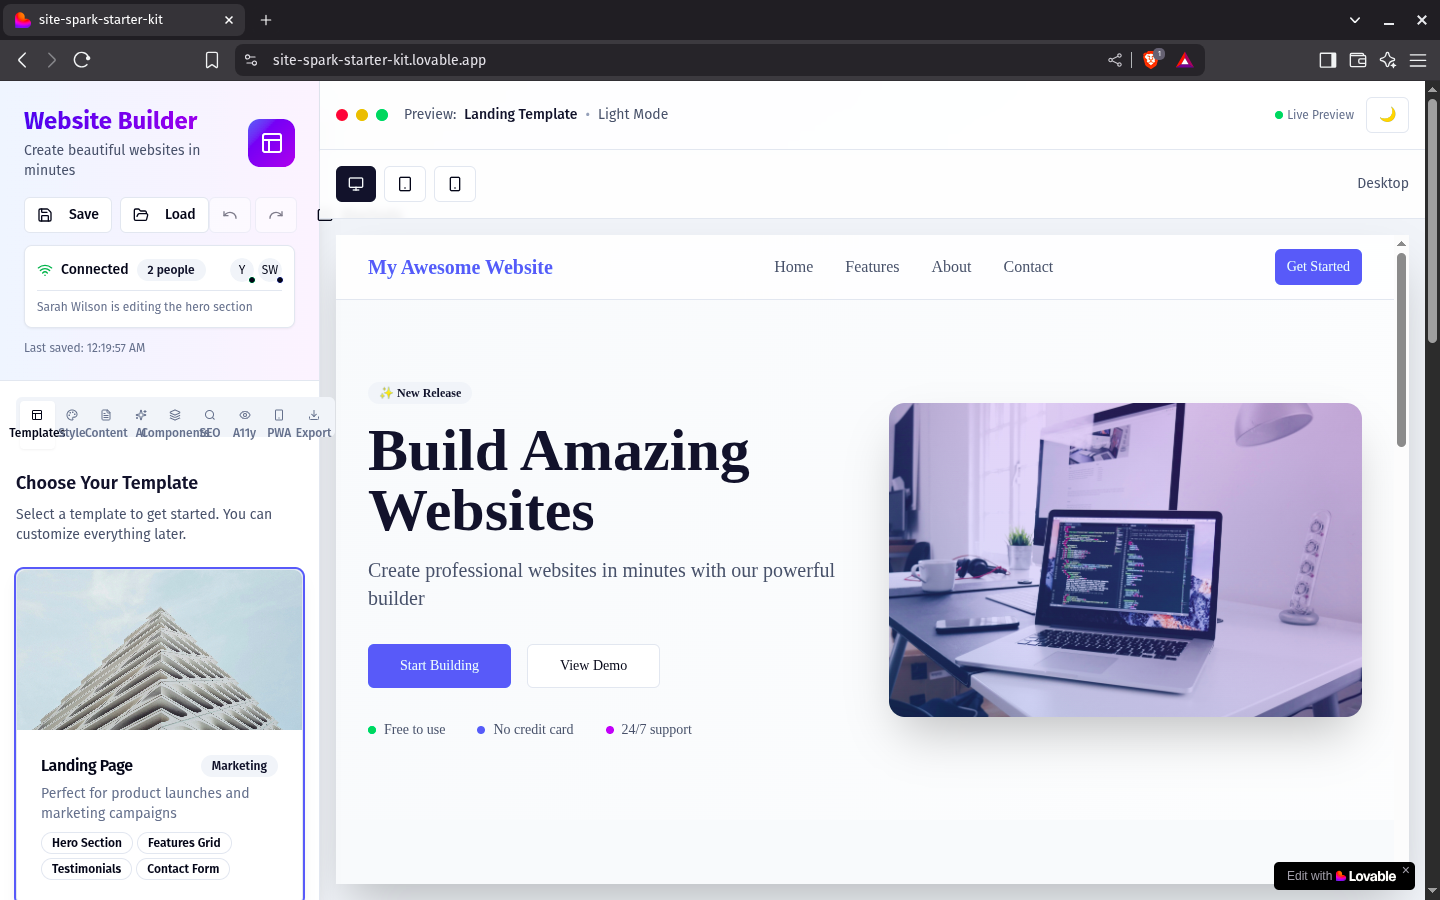 site-spark-starter-kit
site-spark-starter-kit.lovable.app
1
Website Builder
Create beautiful websites in
minutes
Save
Load
Connected
2 people
Y
SW
Sarah Wilson is editing the hero section
Last saved: 12:19:57 AM
Templates
Style
Content
AI
Components
SEO
A11y
PWA
Export
Choose Your Template
Select a template to get started. You can
customize everything later.
Landing Page
Marketing
Perfect for product launches and
marketing campaigns
Hero Section
Features Grid
Testimonials
Contact Form
Preview: Landing Template • Light Mode
Live Preview
Desktop
My Awesome Website
Home
Features
About
Contact
Get Started
✨ New Release
Build Amazing
Websites
Create professional websites in minutes with our powerful
builder
Start Building
View Demo
Free to use
No credit card
24/7 support
Edit with Lovable